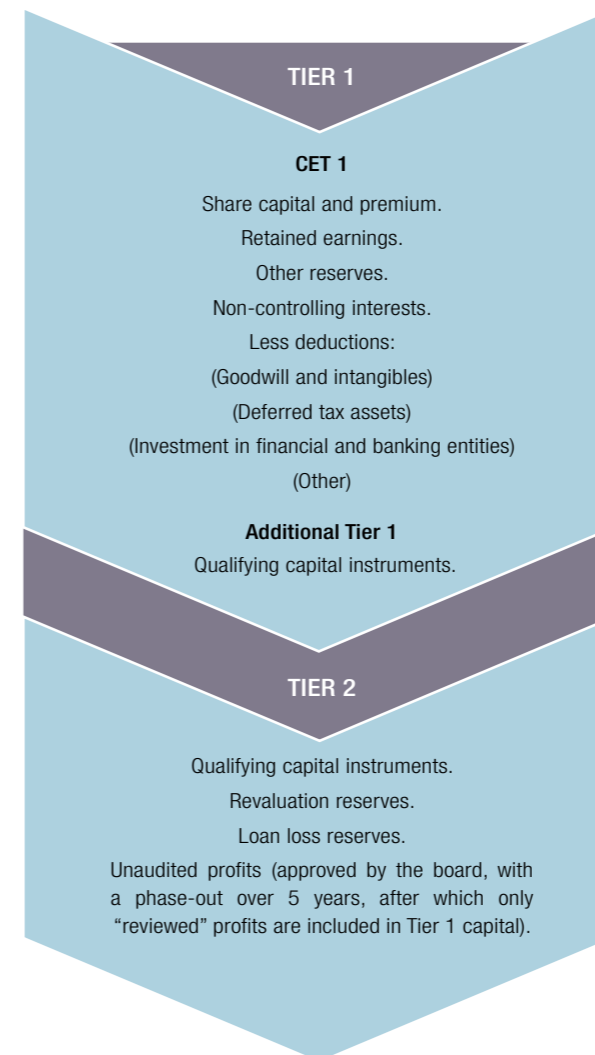 TIER 1
CET 1
Share capital and premium.
Retained earnings.
Other reserves.
Non-controlling interests.
Less deductions:
(Goodwill and intangibles)
(Deferred tax assets)
(Investment in financial and banking entities)
(Other)
Additional Tier 1
Qualifying capital instruments.
TIER 2
Qualifying capital instruments.
Revaluation reserves.
Loan loss reserves.
Unaudited profits (approved by the board, with
a phase-out over 5 years, after which only
“reviewed” profits are included in Tier 1 capital).